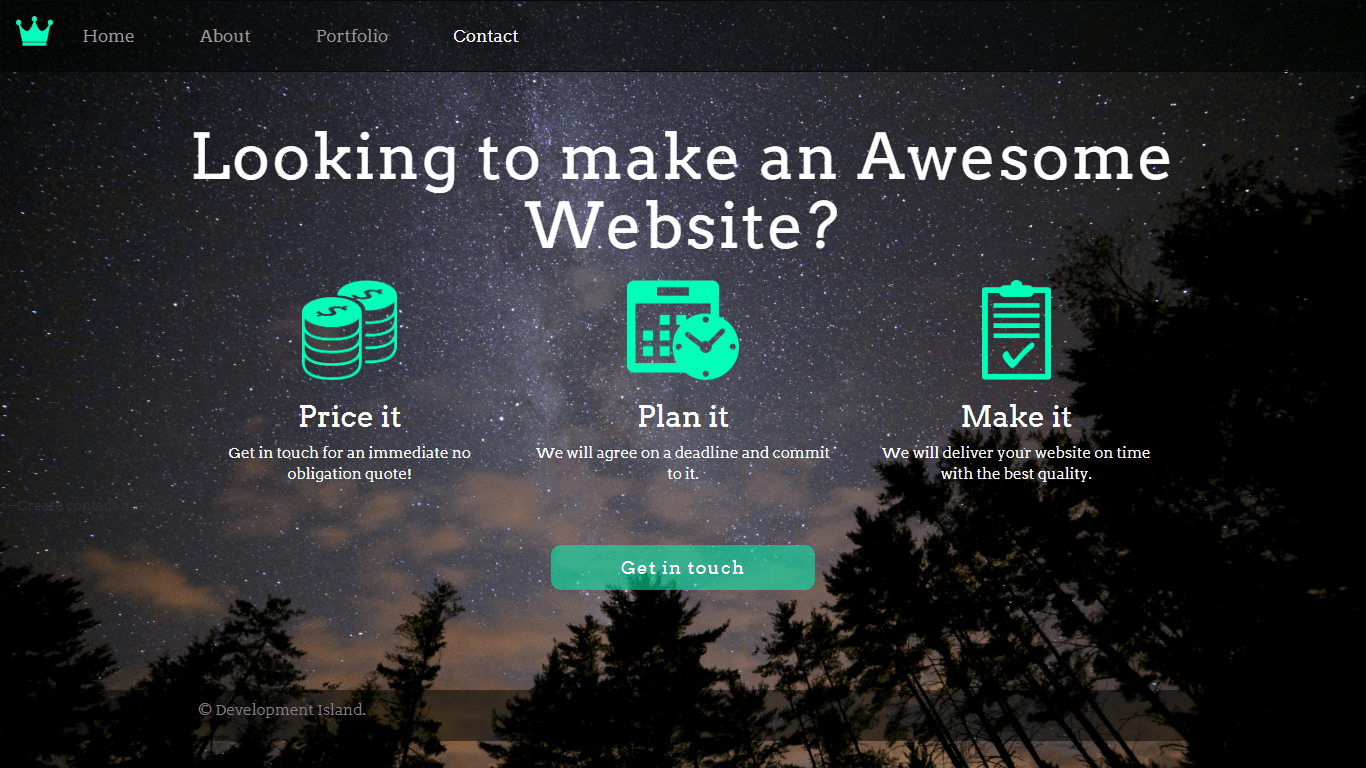 Home About Portfolio Contact
Looking to make an Awesome
Website?
Price it Plan it Make it
Get in touch for an immediate no
obligation quote!
We will agree on a deadline and commit
to it.
We will deliver your website on time
with the best quality.
Get in touch
© Development Island.